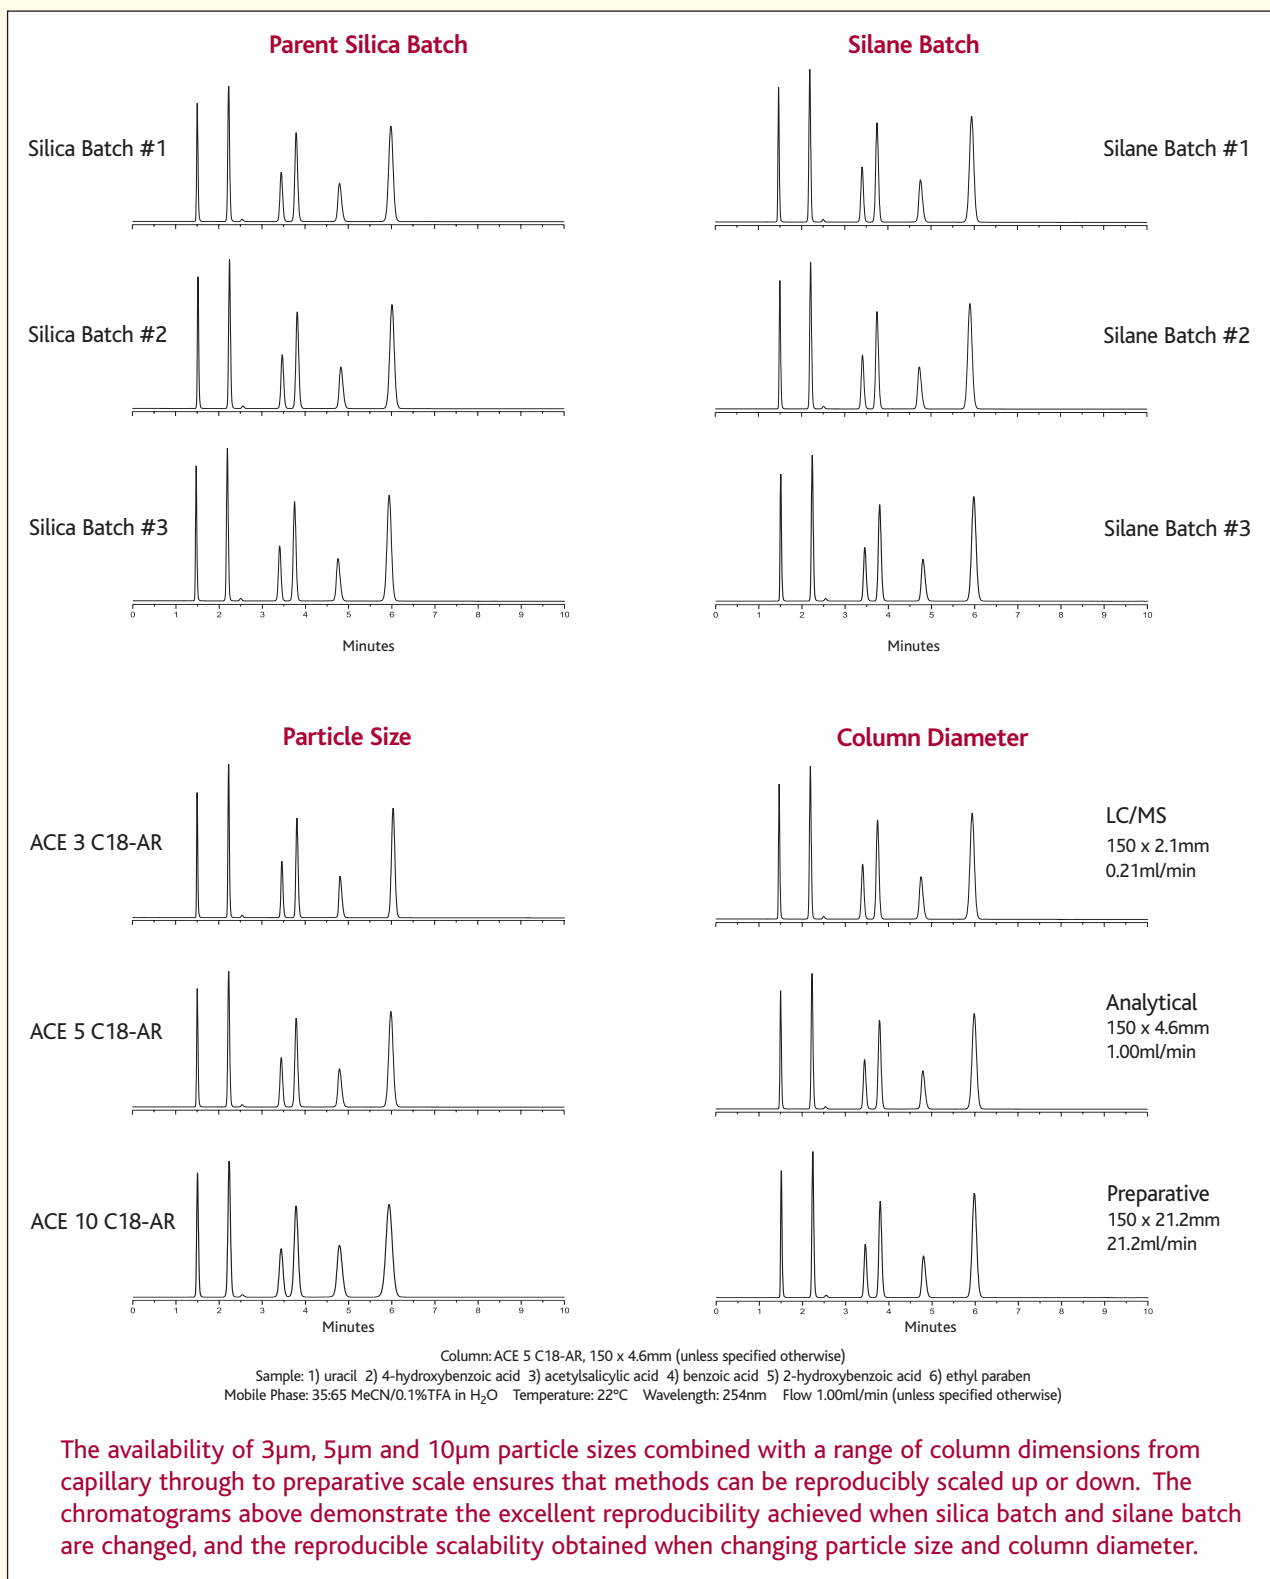 Parent Silica Batch
Silica Batch #1
Silica Batch #2
Silica Batch #3
0 1 2 3 4 5 6 7 8 9 10
Minutes
Silane Batch
Silane Batch #1
Silane Batch #2
Silane Batch #3
0 1 2 3 4 5 6 7 8 9 10
Minutes
Particle Size
ACE 3 C18-AR
ACE 5 C18-AR
ACE 10 C18-AR
0 1 2 3 4 5 6 7 8 9 10
Minutes
Column Diameter
LC/MS
150 x 2.1mm
0.21ml/min
Analytical
150 x 4.6mm
1.00ml/min
Preparative
150 x 21.2mm
21.2ml/min
0 1 2 3 4 5 6 7 8 9 10
Minutes
Column: ACE 5 C18-AR, 150 x 4.6mm (unless specified otherwise)
Sample: 1) uracil 2) 4-hydroxybenzoic acid 3) acetylsalicylic acid 4) benzoic acid 5) 2-hydroxybenzoic acid 6) ethyl paraben
Mobile Phase: 35:65 MeCN/0.1%TFA in H₂O Temperature: 22ºC Wavelength: 254nm Flow 1.00ml/min (unless specified otherwise)
The availability of 3µm, 5µm and 10µm particle sizes combined with a range of column dimensions from
capillary through to preparative scale ensures that methods can be reproducibly scaled up or down. The
chromatograms above demonstrate the excellent reproducibility achieved when silica batch and silane batch
are changed, and the reproducible scalability obtained when changing particle size and column diameter.